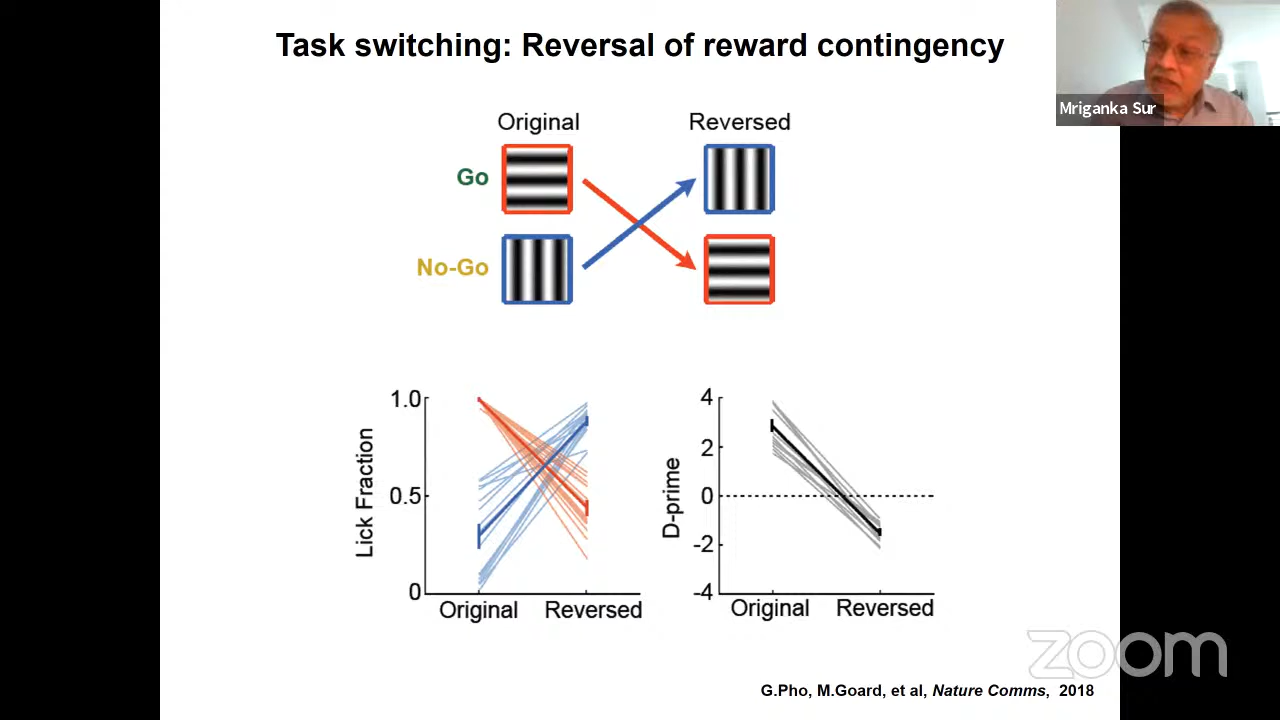 Task switching: Reversal of reward contingency
Mriganka Sur
Original Reversed
Go
No-Go
1.0
0.5
0
Lick Fraction
Original Reversed
4
2
0
-2
-4
D-prime
Original Reversed
zoom
G.Pho, M.Goard, et al, Nature Comms, 2018